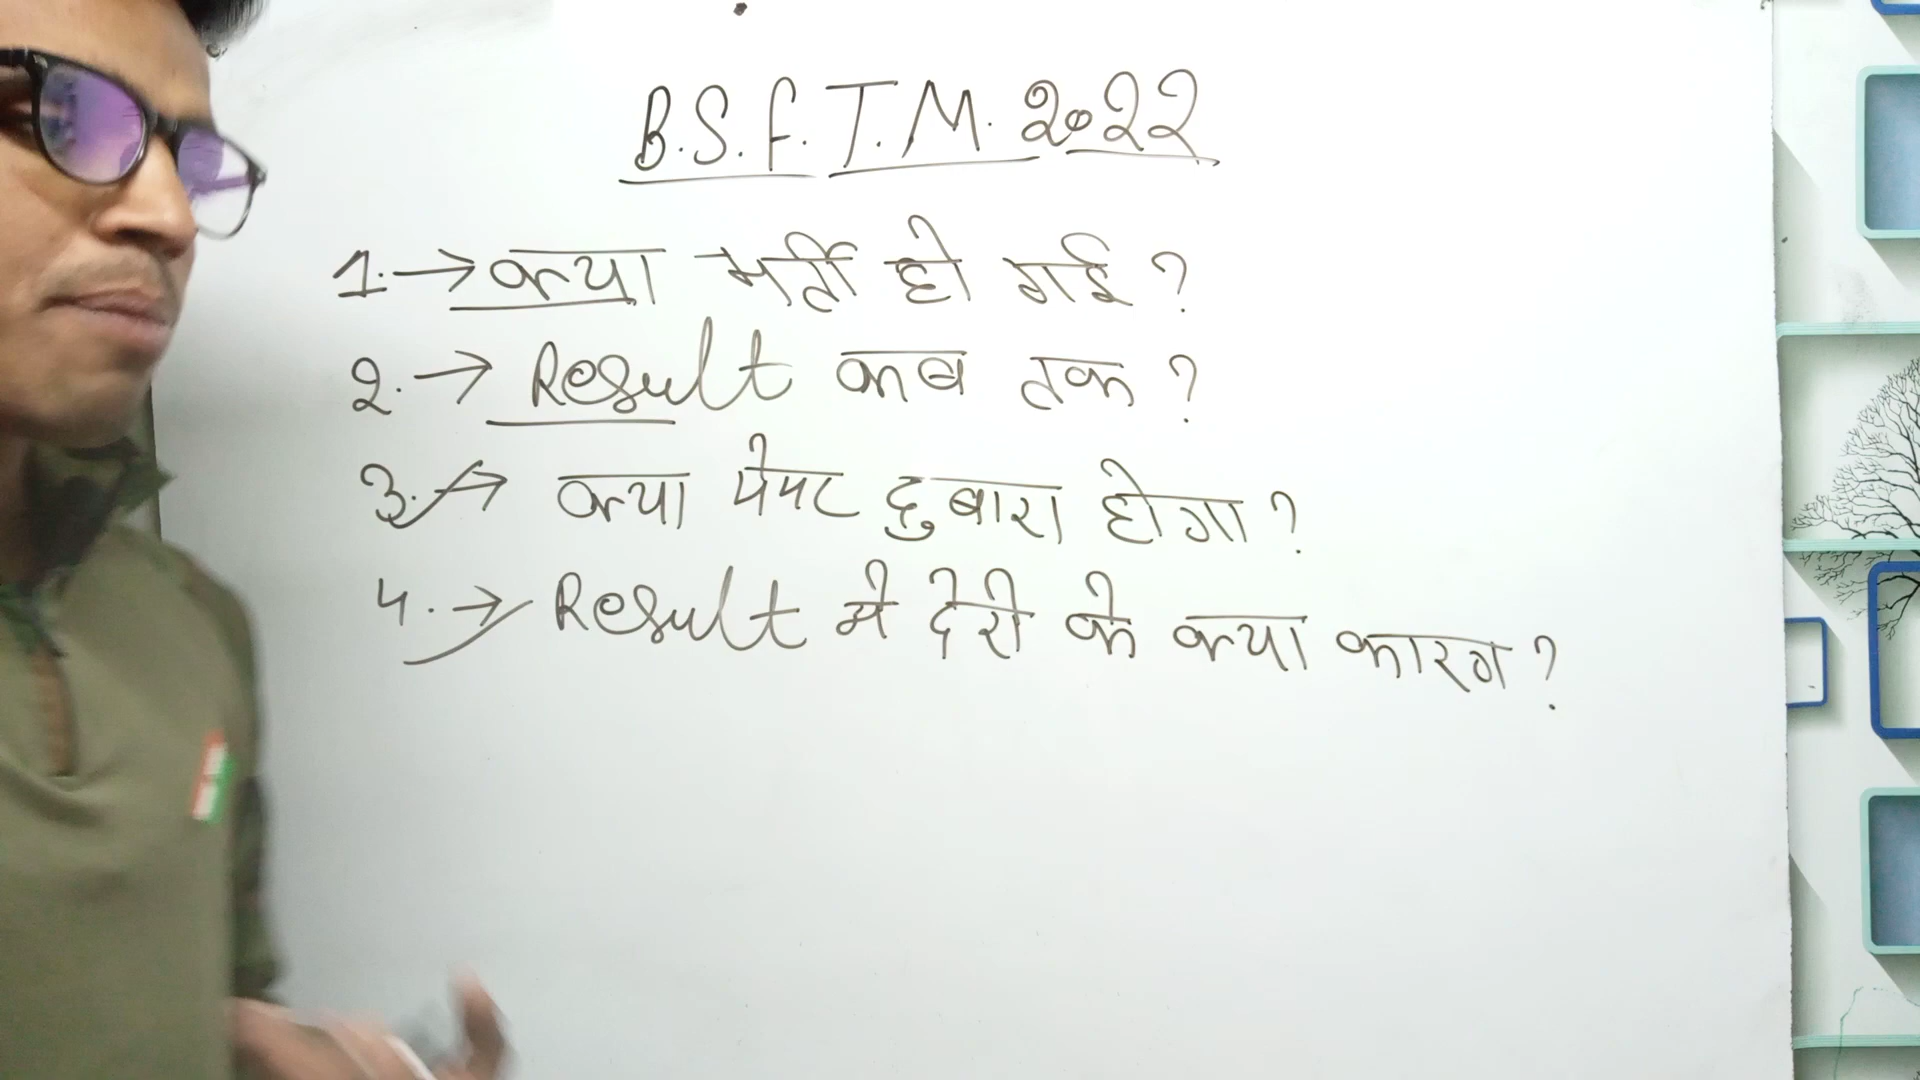 B.S.F. T.M. 2022
1. → क्या भर्ती हो गई ?
2. → Result कब तक ?
3. → क्या पेपर दुबारा होगा ?
4. → Result मे देरी के क्या कारण ?